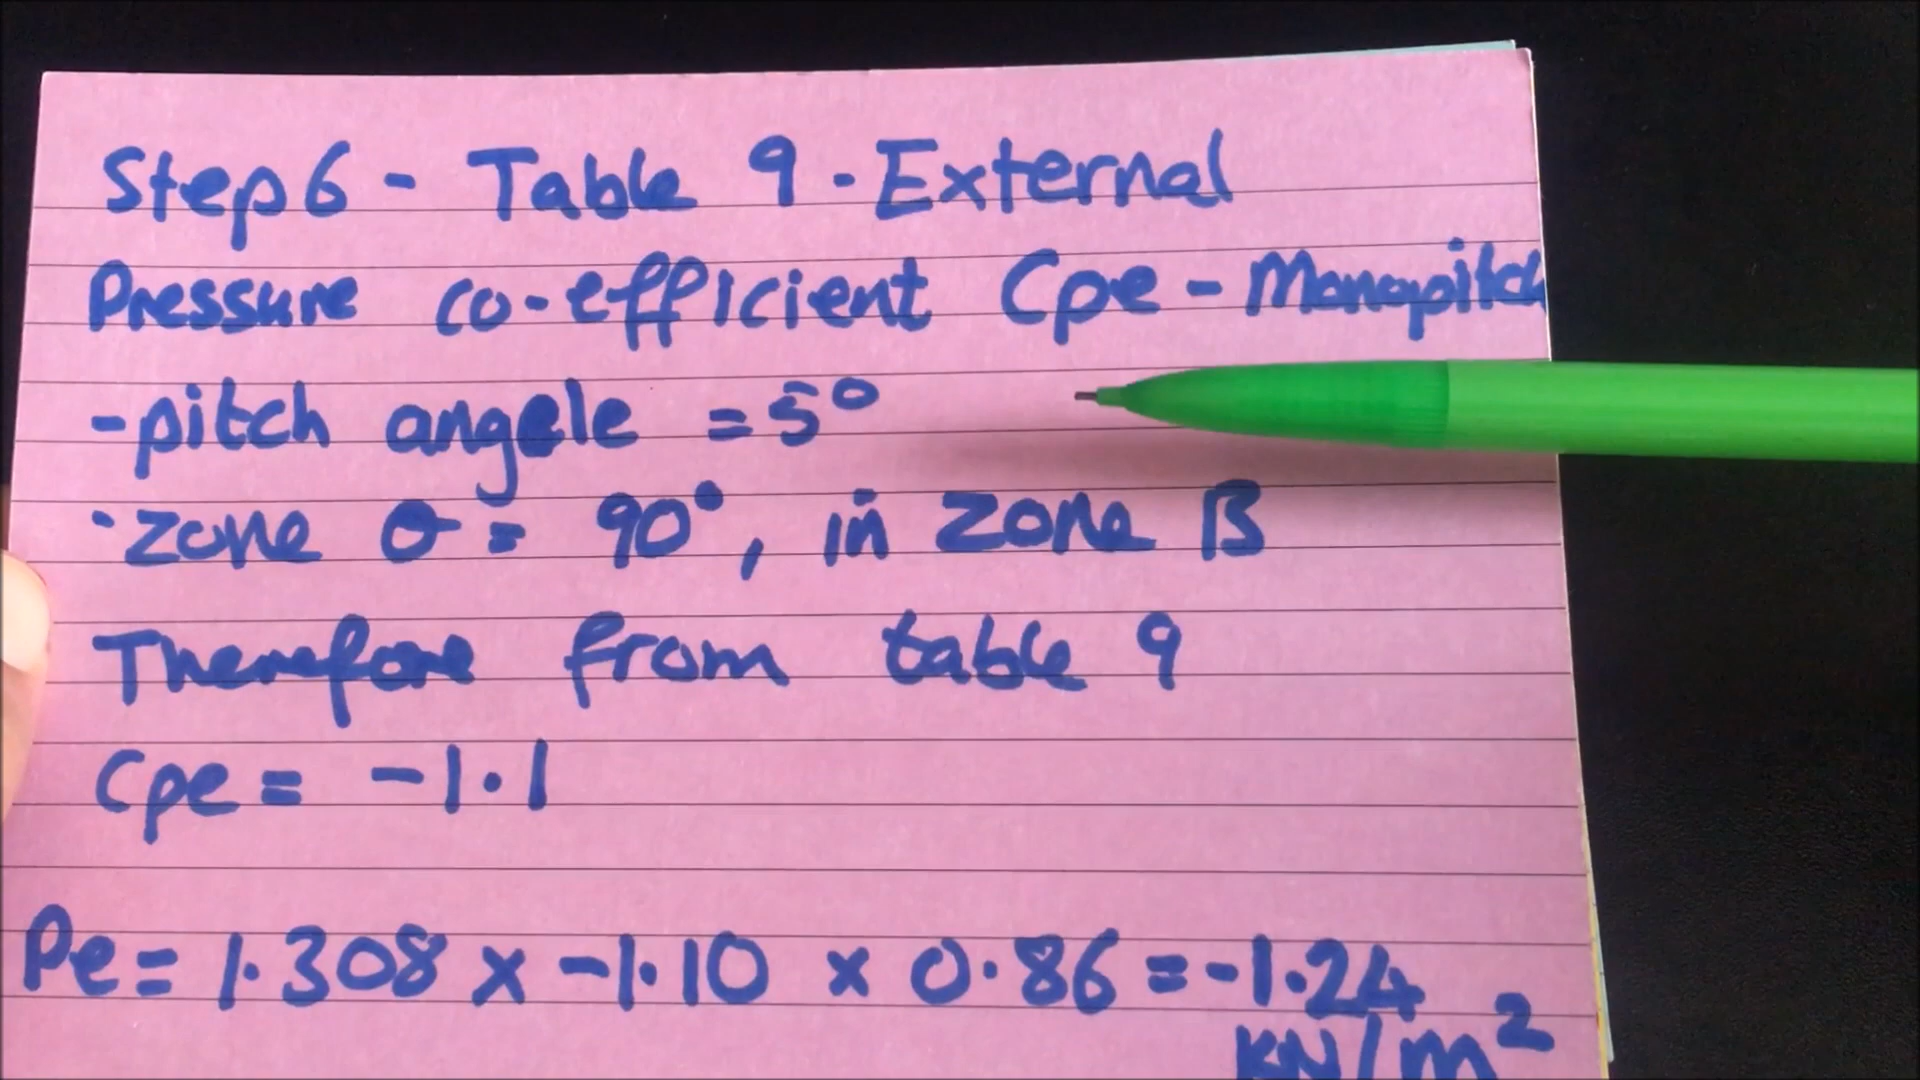 Step 6 - Table 9 - External
Pressure co-efficient Cpe - Monopitch
- pitch angele = 5°
· Zone θ = 90°, in Zone B
Therefore from table 9
Cpe = -1.1
Pe = 1.308 x -1.10 x 0.86 = -1.24
KN/m²